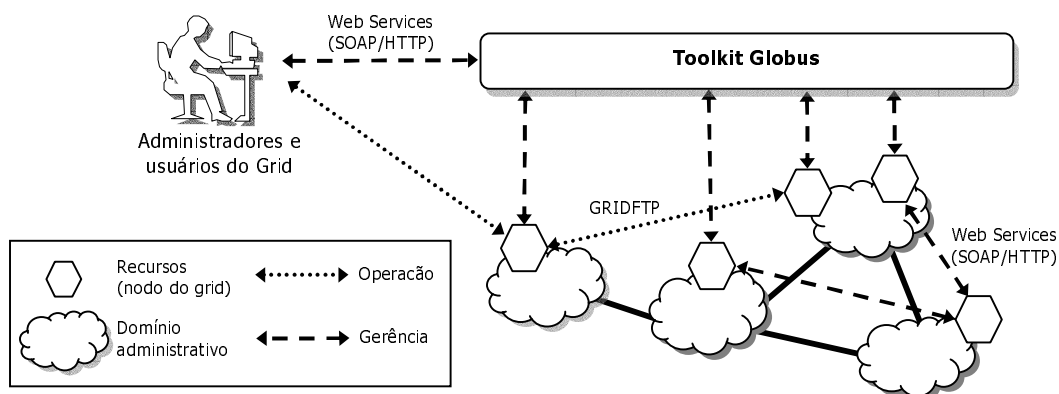 Web Services
(SOAP/HTTP)
Toolkit Globus
Administradores e
usuários do Grid
GRIDFTP
Web Services
(SOAP/HTTP)
Recursos
(nodo do grid)
Operacão
Domínio
administrativo
Gerência